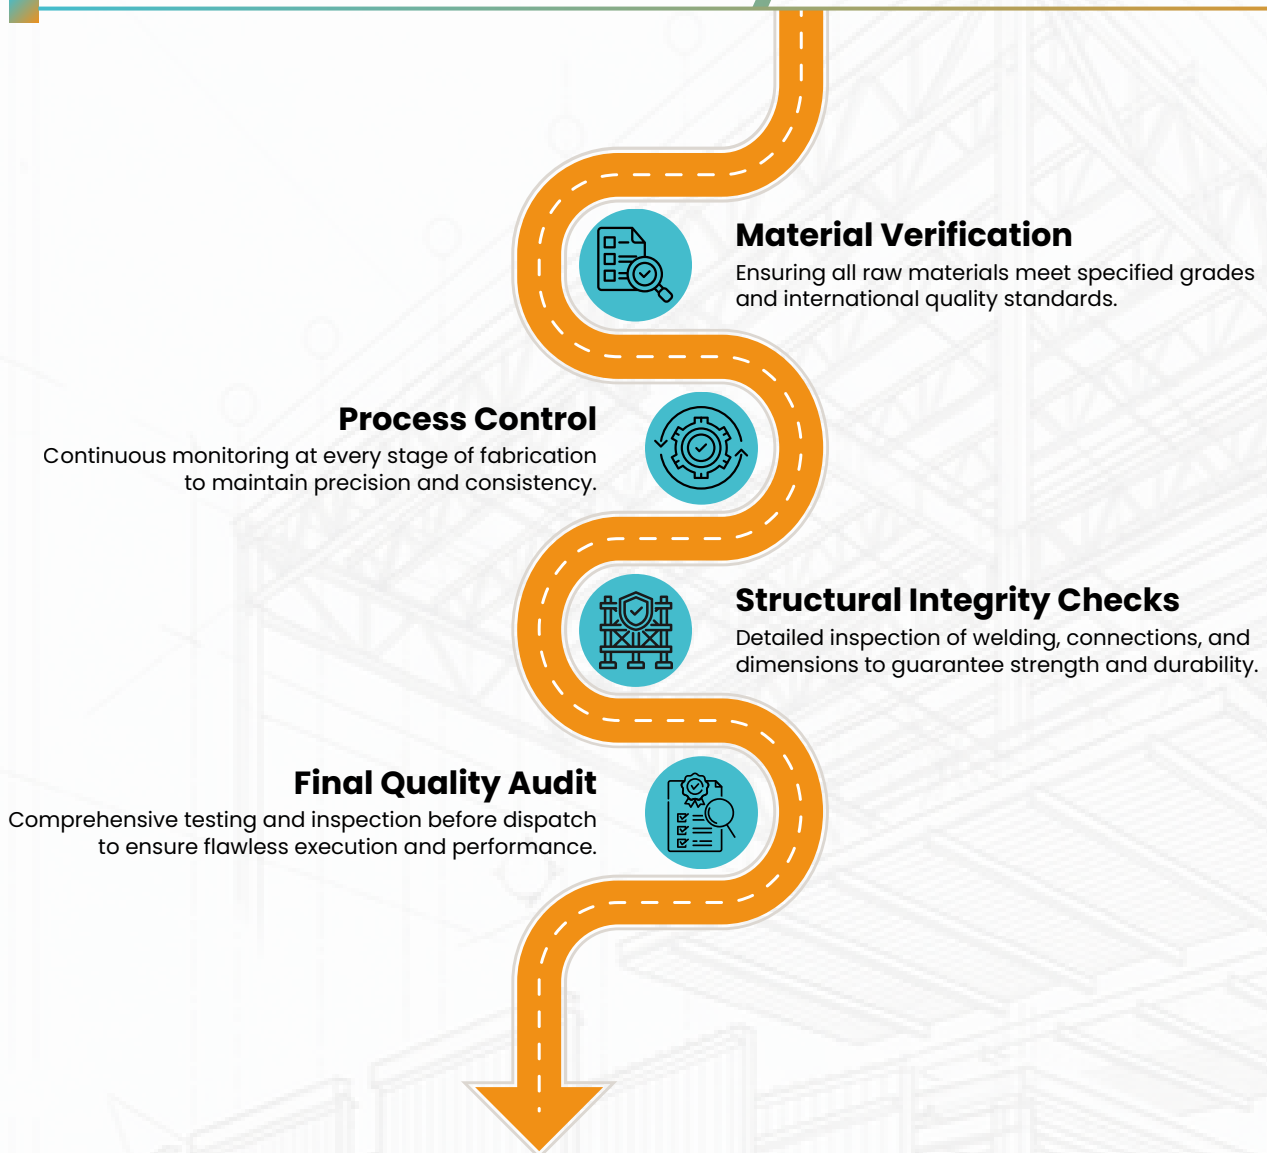 Material Verification
Ensuring all raw materials meet specified grades
and international quality standards.
Process Control
Continuous monitoring at every stage of fabrication
to maintain precision and consistency.
Structural Integrity Checks
Detailed inspection of welding, connections, and
dimensions to guarantee strength and durability.
Final Quality Audit
Comprehensive testing and inspection before dispatch
to ensure flawless execution and performance.